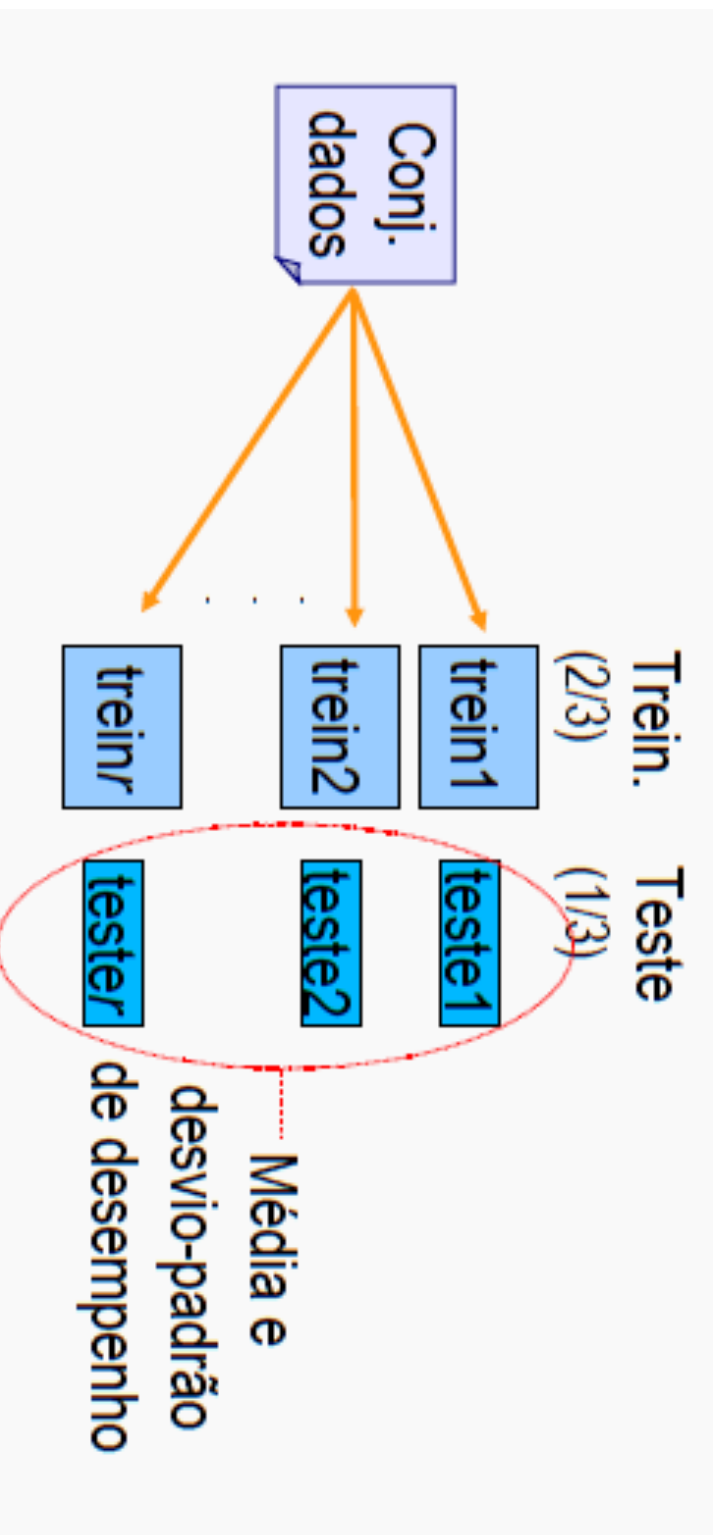 Trein.
(2/3)
Teste
(1/3)
Conj.
dados
trein1
teste1
trein2
teste2
. . .
treinr
tester
Média e
desvio-padrão
de desempenho